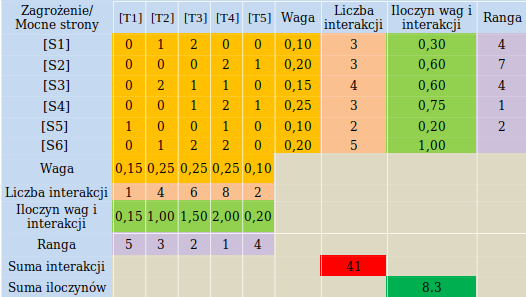 Zagrożenie/ Mocne strony [T1] [T2] [T3] [T4] [T5] Waga Liczba interakcji Iloczyn wag i interakcji Ranga
[S1] 0 1 2 0 0 0,10 3 0,30 4
[S2] 0 0 0 2 1 0,20 3 0,60 7
[S3] 0 2 1 1 0 0,15 4 0,60 4
[S4] 0 0 1 2 1 0,25 3 0,75 1
[S5] 1 0 0 1 0 0,10 2 0,20 2
[S6] 0 1 2 2 0 0,20 5 1,00
Waga 0,15 0,25 0,25 0,25 0,10
Liczba interakcji 1 4 6 8 2
Iloczyn wag i interakcji 0,15 1,00 1,50 2,00 0,20
Ranga 5 3 2 1 4
Suma interakcji 41
Suma iloczynów 8.3